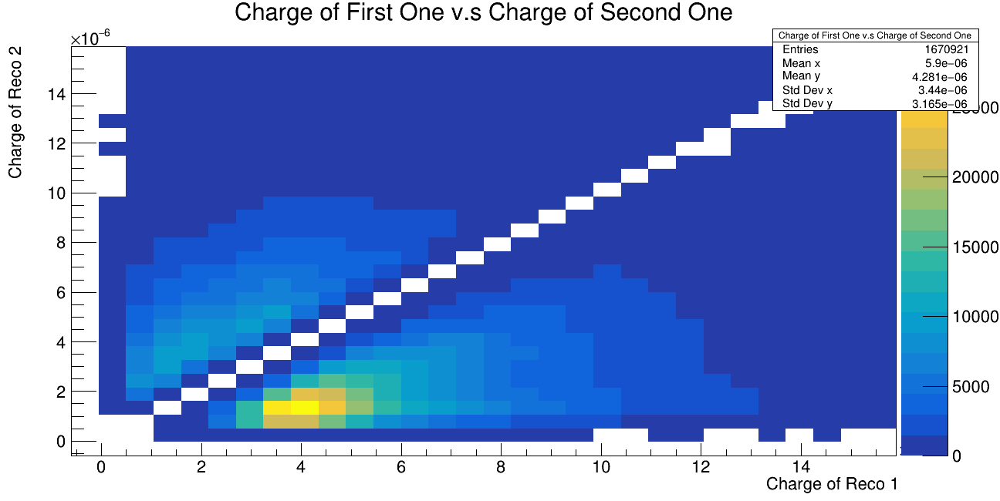 Charge of First One v.s Charge of Second One
×10⁻⁶
Charge of Reco 2
Charge of First One v.s Charge of Second One
Entries 1670921
Mean x 5.9e−06
Mean y 4.281e−06
Std Dev x 3.44e−06
Std Dev y 3.165e−06
14
12
10
8
6
4
2
0
20000
15000
10000
5000
0
0 2 4 6 8 10 12 14
Charge of Reco 1